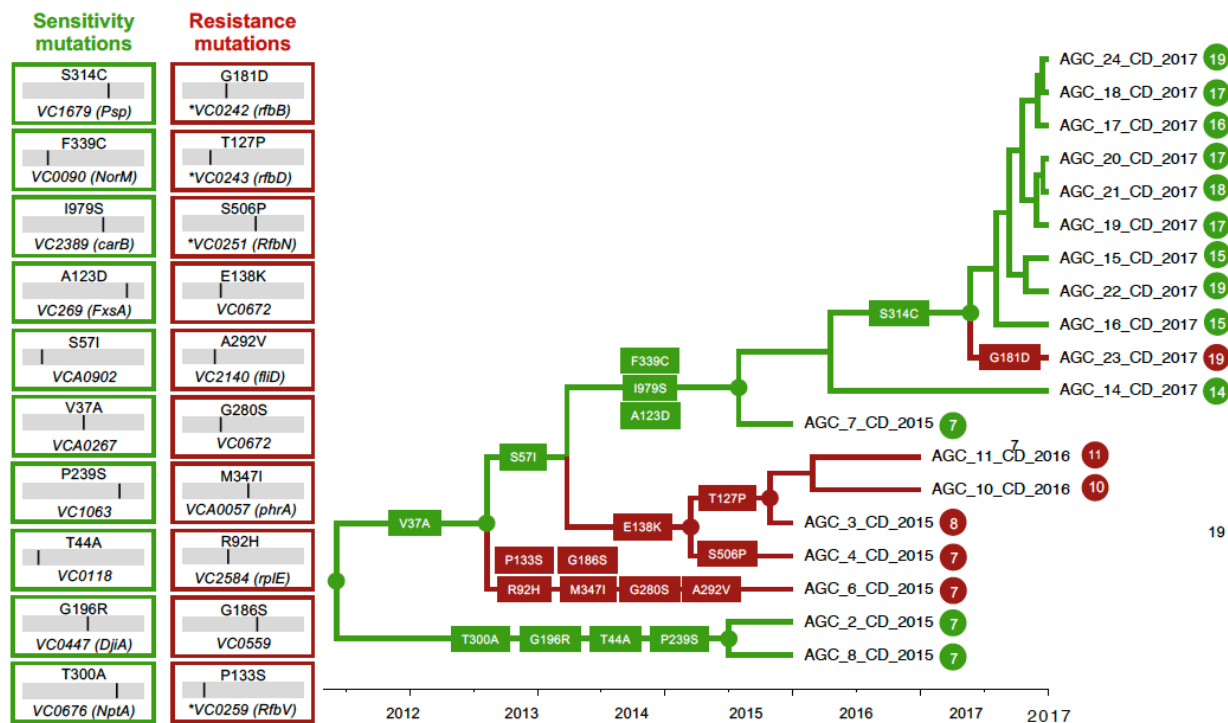 Sensitivity
mutations
S314C
VC1679 (Psp)
F339C
VC0090 (NorM)
I979S
VC2389 (carB)
A123D
VC269 (FxsA)
S57I
VCA0902
V37A
VCA0267
P239S
VC1063
T44A
VC0118
G196R
VC0447 (DjiA)
T300A
VC0676 (NptA)
Resistance
mutations
G181D
*VC0242 (rfbB)
T127P
*VC0243 (rfbD)
S506P
*VC0251 (RfbN)
E138K
VC0672
A292V
VC2140 (fliD)
G280S
VC0672
M347I
VCA0057 (phrA)
R92H
VC2584 (rplE)
G186S
VC0559
P133S
*VC0259 (RfbV)
AGC_24_CD_2017 19
AGC_18_CD_2017 17
AGC_17_CD_2017 16
AGC_20_CD_2017 17
AGC_21_CD_2017 18
AGC_19_CD_2017 17
AGC_15_CD_2017 15
AGC_22_CD_2017 19
S314C
AGC_16_CD_2017 15
G181D AGC_23_CD_2017 19
F339C
I979S
AGC_14_CD_2017 14
A123D
AGC_7_CD_2015 7
7
S57I
AGC_11_CD_2016 11
T127P
AGC_10_CD_2016 10
V37A
E138K
AGC_3_CD_2015 8
19
P133S G186S
S506P AGC_4_CD_2015 7
R92H M347I G280S A292V AGC_6_CD_2015 7
AGC_2_CD_2015 7
T300A G196R T44A P239S
AGC_8_CD_2015 7
2012 2013 2014 2015 2016 2017 2017